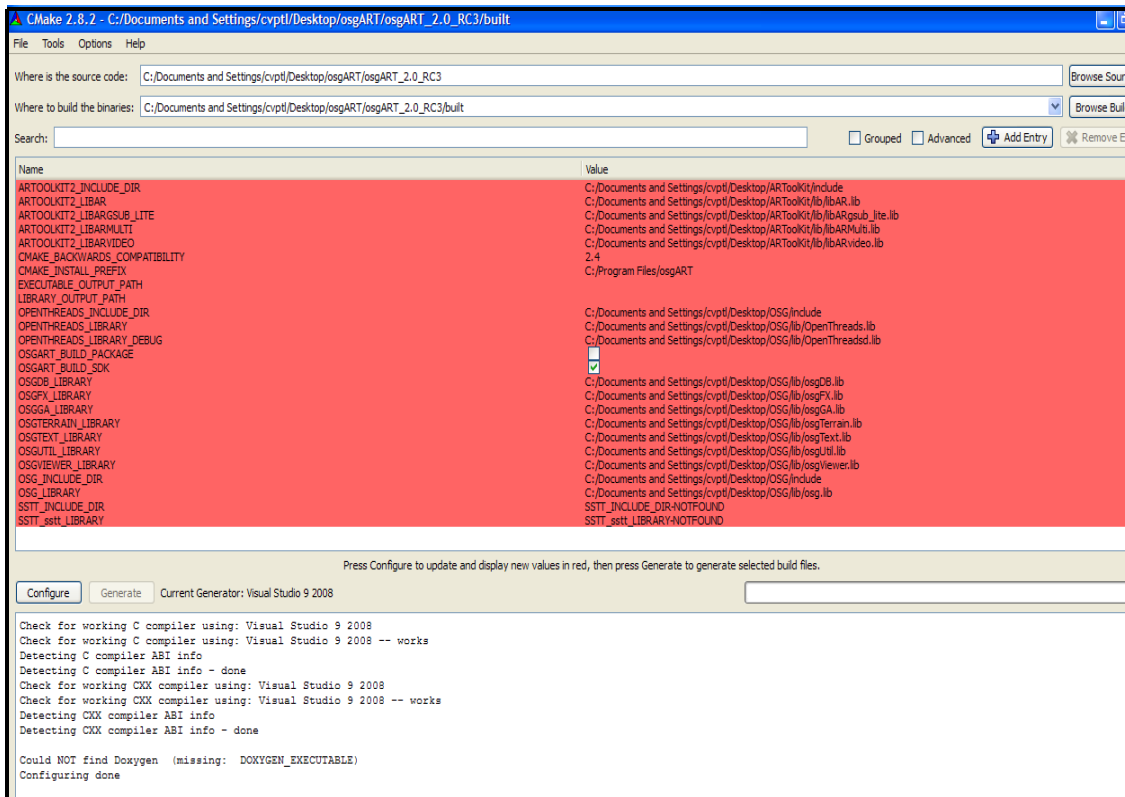 CMake 2.8.2 - C:/Documents and Settings/cvptl/Desktop/osgART/osgART_2.0_RC3/built
File Tools Options Help
Where is the source code: C:/Documents and Settings/cvptl/Desktop/osgART/osgART_2.0_RC3 Browse Sour
Where to build the binaries: C:/Documents and Settings/cvptl/Desktop/osgART/osgART_2.0_RC3/built Browse Buil
Search: Grouped Advanced Add Entry Remove E
Name Value
ARTOOLKIT2_INCLUDE_DIR C:/Documents and Settings/cvptl/Desktop/ARToolKit/include
ARTOOLKIT2_LIBAR C:/Documents and Settings/cvptl/Desktop/ARToolKit/lib/libAR.lib
ARTOOLKIT2_LIBARGSUB_LITE C:/Documents and Settings/cvptl/Desktop/ARToolKit/lib/libARgsub_lite.lib
ARTOOLKIT2_LIBARMULTI C:/Documents and Settings/cvptl/Desktop/ARToolKit/lib/libARMulti.lib
ARTOOLKIT2_LIBARVIDEO C:/Documents and Settings/cvptl/Desktop/ARToolKit/lib/libARvideo.lib
CMAKE_BACKWARDS_COMPATIBILITY 2.4
CMAKE_INSTALL_PREFIX C:/Program Files/osgART
EXECUTABLE_OUTPUT_PATH
LIBRARY_OUTPUT_PATH
OPENTHREADS_INCLUDE_DIR C:/Documents and Settings/cvptl/Desktop/OSG/include
OPENTHREADS_LIBRARY C:/Documents and Settings/cvptl/Desktop/OSG/lib/OpenThreads.lib
OPENTHREADS_LIBRARY_DEBUG C:/Documents and Settings/cvptl/Desktop/OSG/lib/OpenThreadsd.lib
OSGART_BUILD_PACKAGE
OSGART_BUILD_SDK
OSGDB_LIBRARY C:/Documents and Settings/cvptl/Desktop/OSG/lib/osgDB.lib
OSGFX_LIBRARY C:/Documents and Settings/cvptl/Desktop/OSG/lib/osgFX.lib
OSGGA_LIBRARY C:/Documents and Settings/cvptl/Desktop/OSG/lib/osgGA.lib
OSGTERRAIN_LIBRARY C:/Documents and Settings/cvptl/Desktop/OSG/lib/osgTerrain.lib
OSGTEXT_LIBRARY C:/Documents and Settings/cvptl/Desktop/OSG/lib/osgText.lib
OSGUTIL_LIBRARY C:/Documents and Settings/cvptl/Desktop/OSG/lib/osgUtil.lib
OSGVIEWER_LIBRARY C:/Documents and Settings/cvptl/Desktop/OSG/lib/osgViewer.lib
OSG_INCLUDE_DIR C:/Documents and Settings/cvptl/Desktop/OSG/include
OSG_LIBRARY C:/Documents and Settings/cvptl/Desktop/OSG/lib/osg.lib
SSTT_INCLUDE_DIR SSTT_INCLUDE_DIR-NOTFOUND
SSTT_sstt_LIBRARY SSTT_sstt_LIBRARY-NOTFOUND
Press Configure to update and display new values in red, then press Generate to generate selected build files.
Configure Generate Current Generator: Visual Studio 9 2008
Check for working C compiler using: Visual Studio 9 2008
Check for working C compiler using: Visual Studio 9 2008 -- works
Detecting C compiler ABI info
Detecting C compiler ABI info - done
Check for working CXX compiler using: Visual Studio 9 2008
Check for working CXX compiler using: Visual Studio 9 2008 -- works
Detecting CXX compiler ABI info
Detecting CXX compiler ABI info - done
Could NOT find Doxygen (missing: DOXYGEN_EXECUTABLE)
Configuring done